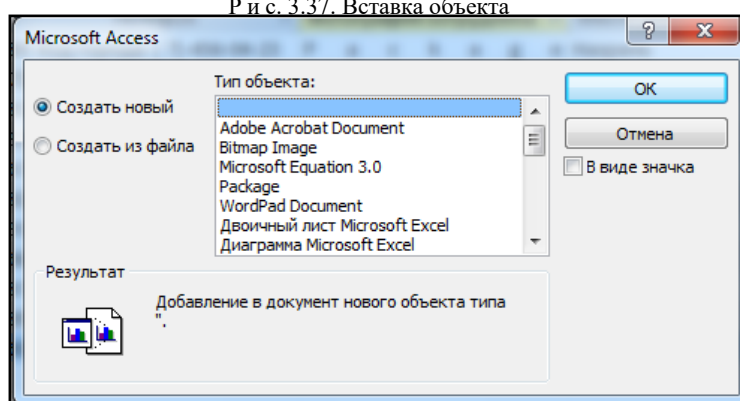 Р и с. 3.37. Вставка объекта
Microsoft Access
Тип объекта:
Создать новый
Создать из файла
Adobe Acrobat Document
Bitmap Image
Microsoft Equation 3.0
Package
WordPad Document
Двоичный лист Microsoft Excel
Диаграмма Microsoft Excel
ОК
Отмена
В виде значка
Результат
Добавление в документ нового объекта типа
".